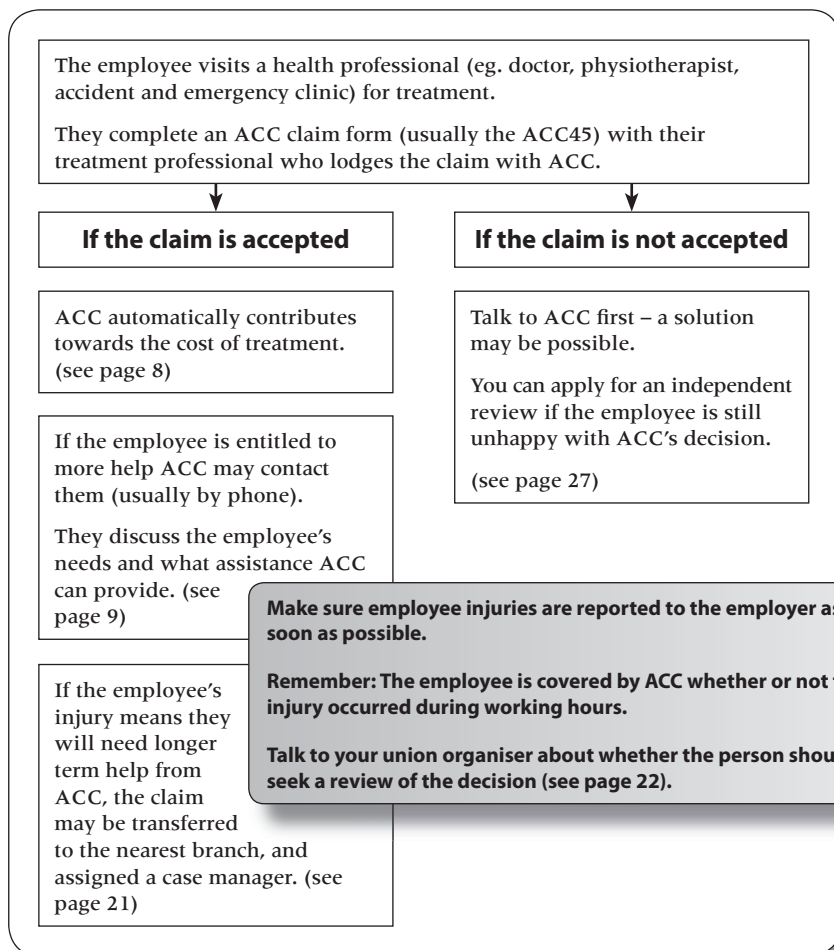 The employee visits a health professional (eg. doctor, physiotherapist,
accident and emergency clinic) for treatment.
They complete an ACC claim form (usually the ACC45) with their
treatment professional who lodges the claim with ACC.
If the claim is accepted
ACC automatically contributes
towards the cost of treatment.
(see page 8)
If the employee is entitled to
more help ACC may contact
them (usually by phone).
They discuss the employee's
needs and what assistance ACC
can provide. (see
page 9)
If the employee's
injury means they
will need longer
term help from
ACC, the claim
may be transferred
to the nearest branch, and
assigned a case manager. (see
page 21)
If the claim is not accepted
Talk to ACC first – a solution
may be possible.
You can apply for an independent
review if the employee is still
unhappy with ACC's decision.
(see page 27)
Make sure employee injuries are reported to the employer as
soon as possible.
Remember: The employee is covered by ACC whether or not
injury occurred during working hours.
Talk to your union organiser about whether the person
seek a review of the decision (see page 22).